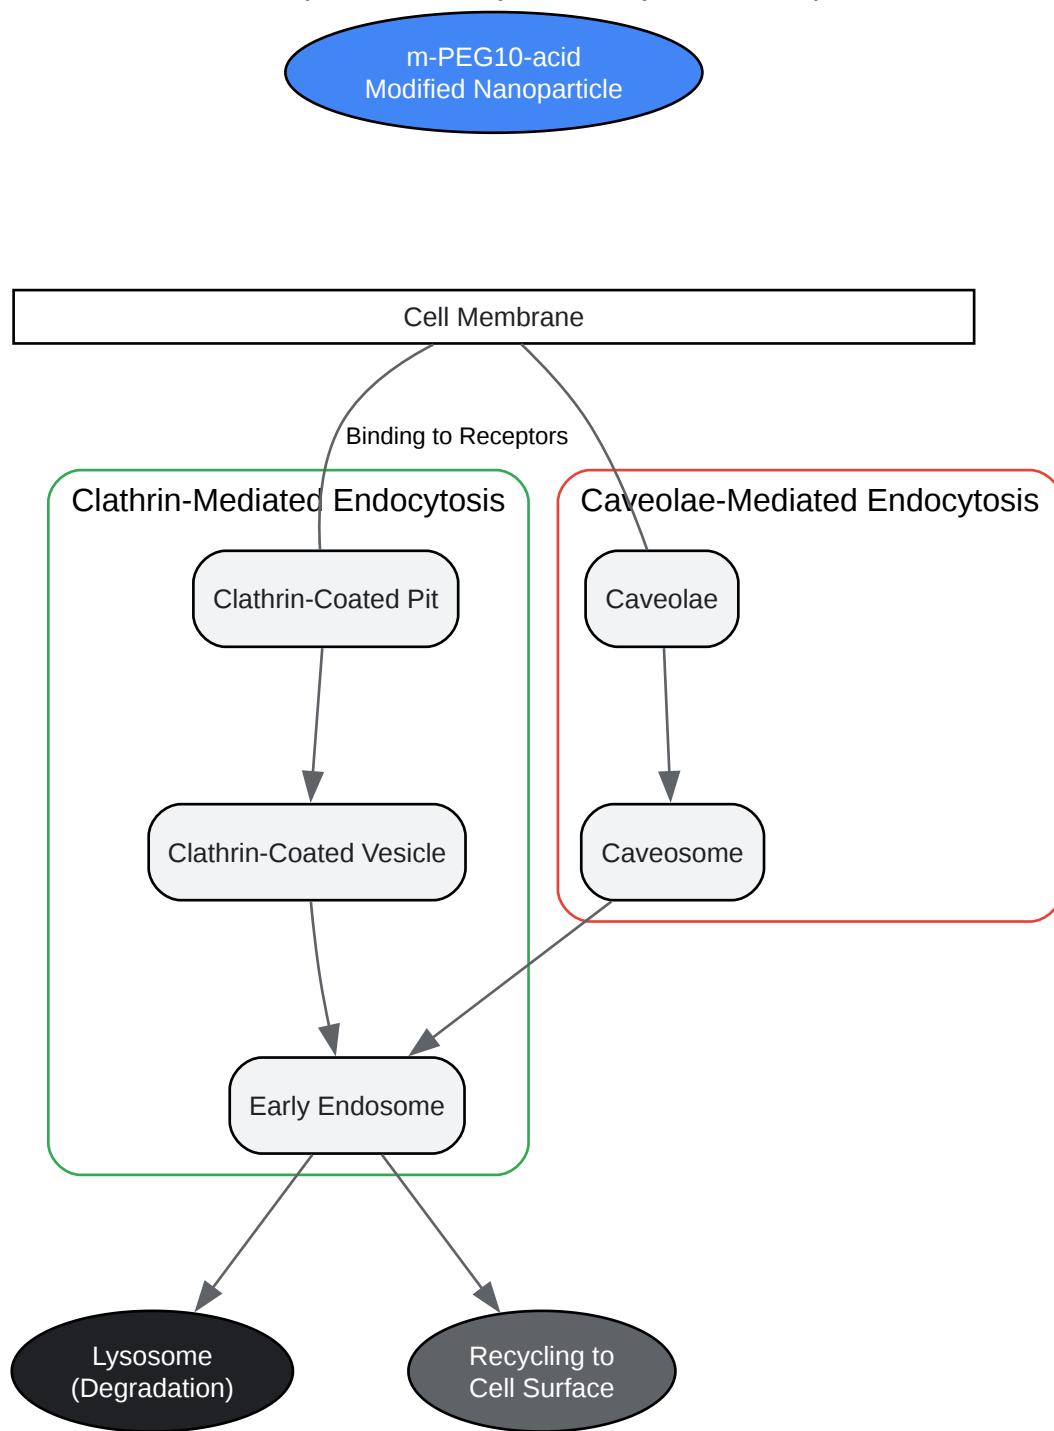 m-PEG10-acid
Modified Nanoparticle
Cell Membrane
Binding to Receptors
Clathrin-Mediated Endocytosis
Caveolae-Mediated Endocytosis
Clathrin-Coated Pit
Caveolae
Clathrin-Coated Vesicle
Caveosome
Early Endosome
Lysosome
(Degradation)
Recycling to
Cell Surface